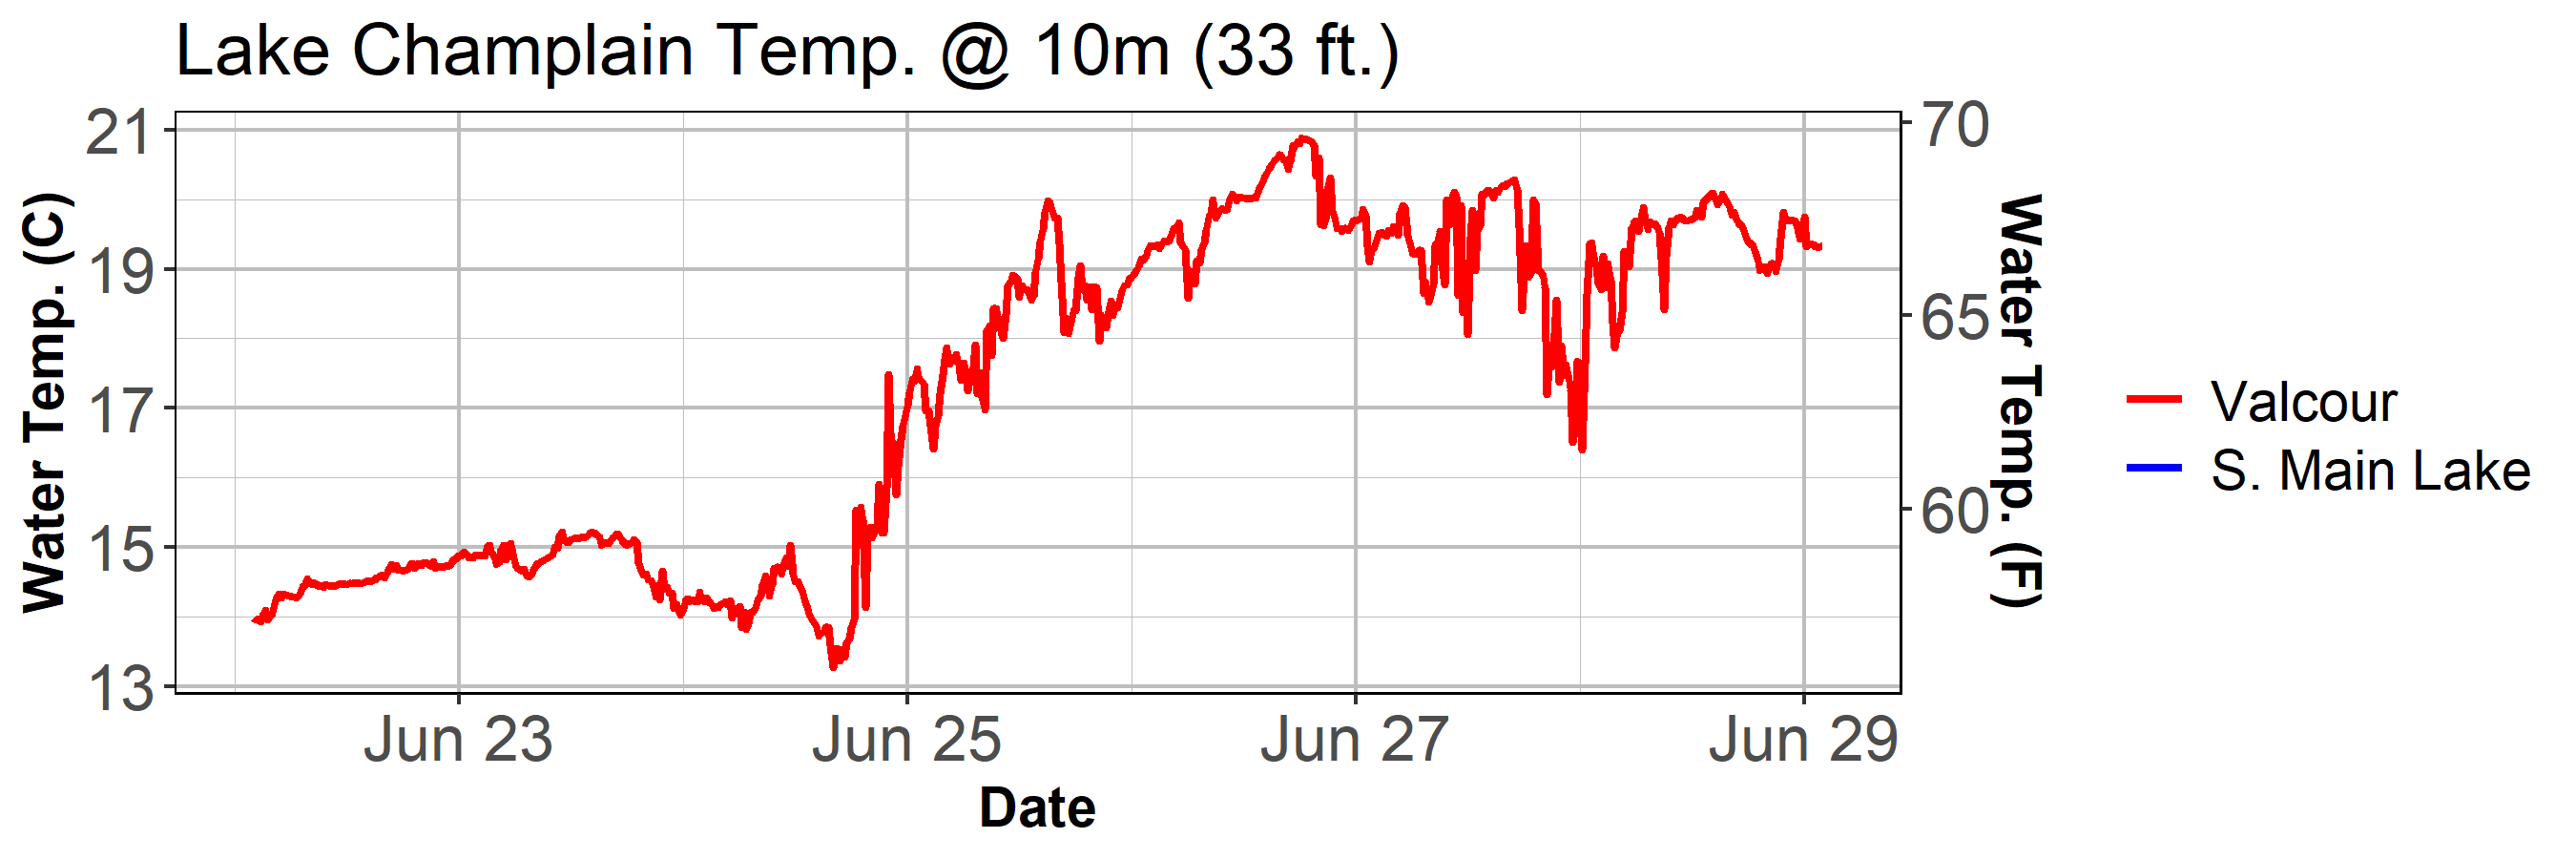 Lake Champlain Temp. @ 10m (33 ft.)
Water Temp. (C)
21
19
17
15
13
70
65
60
Water Temp. (F)
Jun 23
Jun 25
Jun 27
Jun 29
Date
Valcour
S. Main Lake